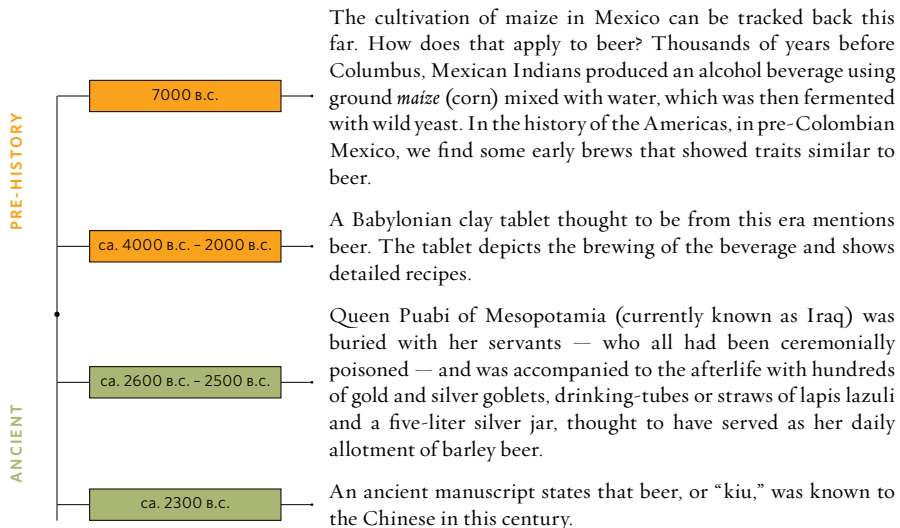 The cultivation of maize in Mexico can be tracked back this
far. How does that apply to beer? Thousands of years before
Columbus, Mexican Indians produced an alcohol beverage using
7000 B.C.
ground maize (corn) mixed with water, which was then fermented
with wild yeast. In the history of the Americas, in pre-Colombian
Mexico, we find some early brews that showed traits similar to
beer.
PRE-HISTORY
A Babylonian clay tablet thought to be from this era mentions
ca. 4000 B.C. – 2000 B.C.
beer. The tablet depicts the brewing of the beverage and shows
detailed recipes.
Queen Puabi of Mesopotamia (currently known as Iraq) was
buried with her servants — who all had been ceremonially
poisoned — and was accompanied to the afterlife with hundreds
ca. 2600 B.C. – 2500 B.C.
of gold and silver goblets, drinking-tubes or straws of lapis lazuli
and a five-liter silver jar, thought to have served as her daily
allotment of barley beer.
ANCIENT
An ancient manuscript states that beer, or “kiu,” was known to
ca. 2300 B.C.
the Chinese in this century.